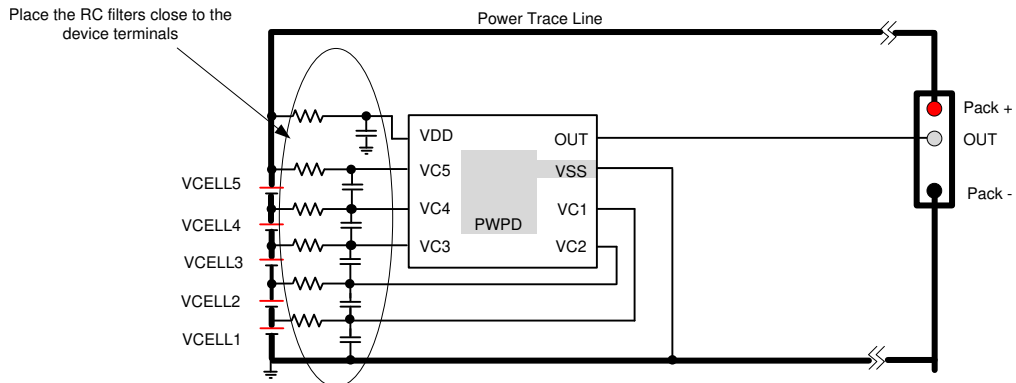 Place the RC filters close to the
device terminals
Power Trace Line
Pack +
OUT
Pack -
VDD
VC5
VC4
VC3
OUT
VSS
VC1
VC2
PWPD
VCELL5
VCELL4
VCELL3
VCELL2
VCELL1